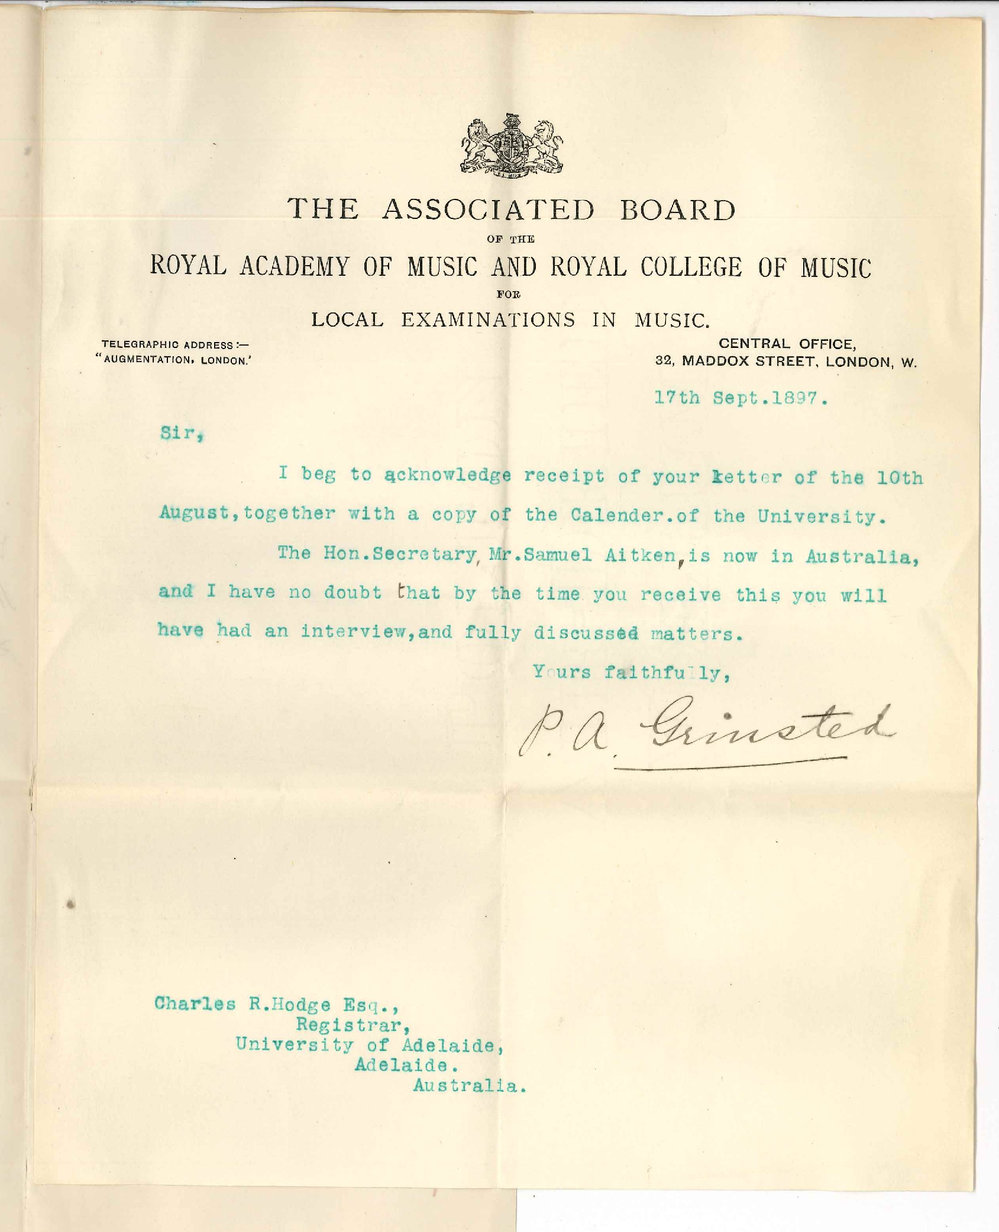 THE ASSOCIATED BOARD
OF THE
ROYAL ACADEMY OF MUSIC AND ROYAL COLLEGE OF MUSIC
FOR
LOCAL EXAMINATIONS IN MUSIC.
TELEGRAPHIC ADDRESS:—
"AUGMENTATION, LONDON.'
CENTRAL OFFICE,
32, MADDOX STREET, LONDON, W.
17th Sept.1897.
Sir,
I beg to acknowledge receipt of your letter of the 10th
August,together with a copy of the Calender.of the University.
The Hon.Secretary, Mr.Samuel Aitken,is now in Australia,
and I have no doubt that by the time you receive this you will
have had an interview,and fully discussed matters.
Yours faithfully,
P. A. Grinsted
Charles R.Hodge Esq.,
Registrar,
University of Adelaide,
Adelaide.
Australia.